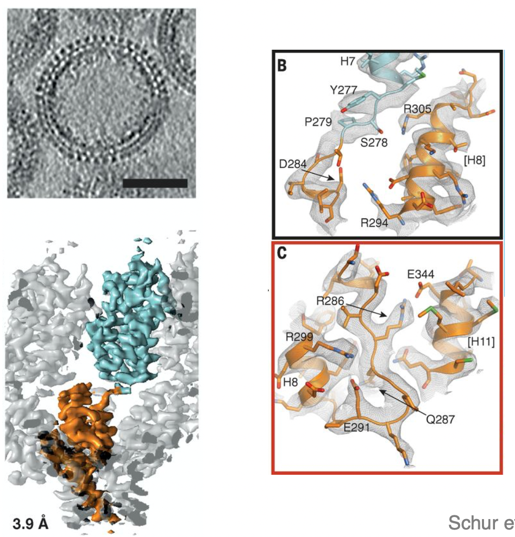 3.9 Å
B
H7
Y277
R305
P279
S278
D284
[H8]
R294
C
E344
R286
R299
[H11]
H8
Q287
E291
Schur e